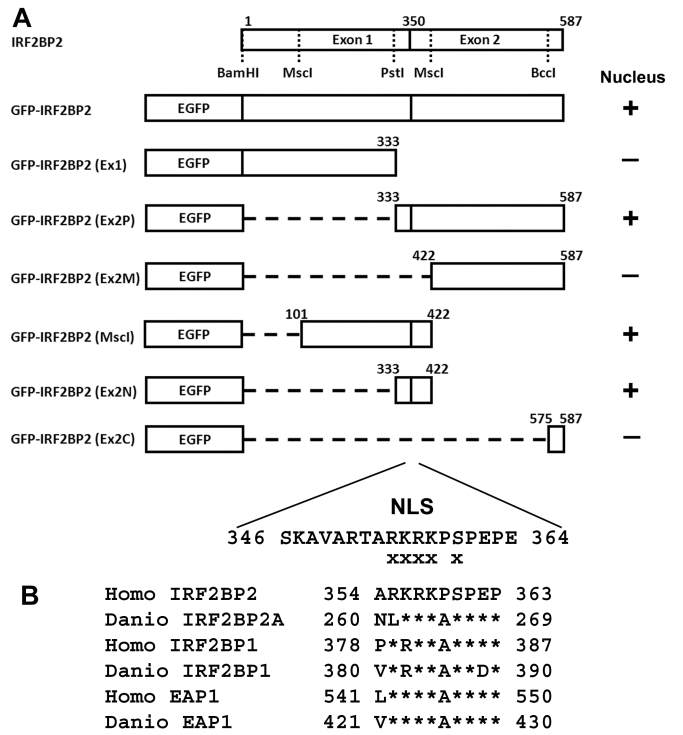 A
1 350 587
IRF2BP2 Exon 1 Exon 2
BamHI MscI PstI MscI BccI
Nucleus
GFP-IRF2BP2 EGFP +
333
GFP-IRF2BP2 (Ex1) EGFP −
333 587
GFP-IRF2BP2 (Ex2P) EGFP +
422 587
GFP-IRF2BP2 (Ex2M) EGFP −
101 422
GFP-IRF2BP2 (MscI) EGFP +
333 422
GFP-IRF2BP2 (Ex2N) EGFP +
575 587
GFP-IRF2BP2 (Ex2C) EGFP −
NLS
346 SKAVARTARKRKPSPEPE 364
xxxx x
B
Homo IRF2BP2 354 ARKRKPSPEP 363
Danio IRF2BP2A 260 NL***A**** 269
Homo IRF2BP1 378 P*R**A**** 387
Danio IRF2BP1 380 V*R**A**D* 390
Homo EAP1 541 L****A**** 550
Danio EAP1 421 V****A**** 430